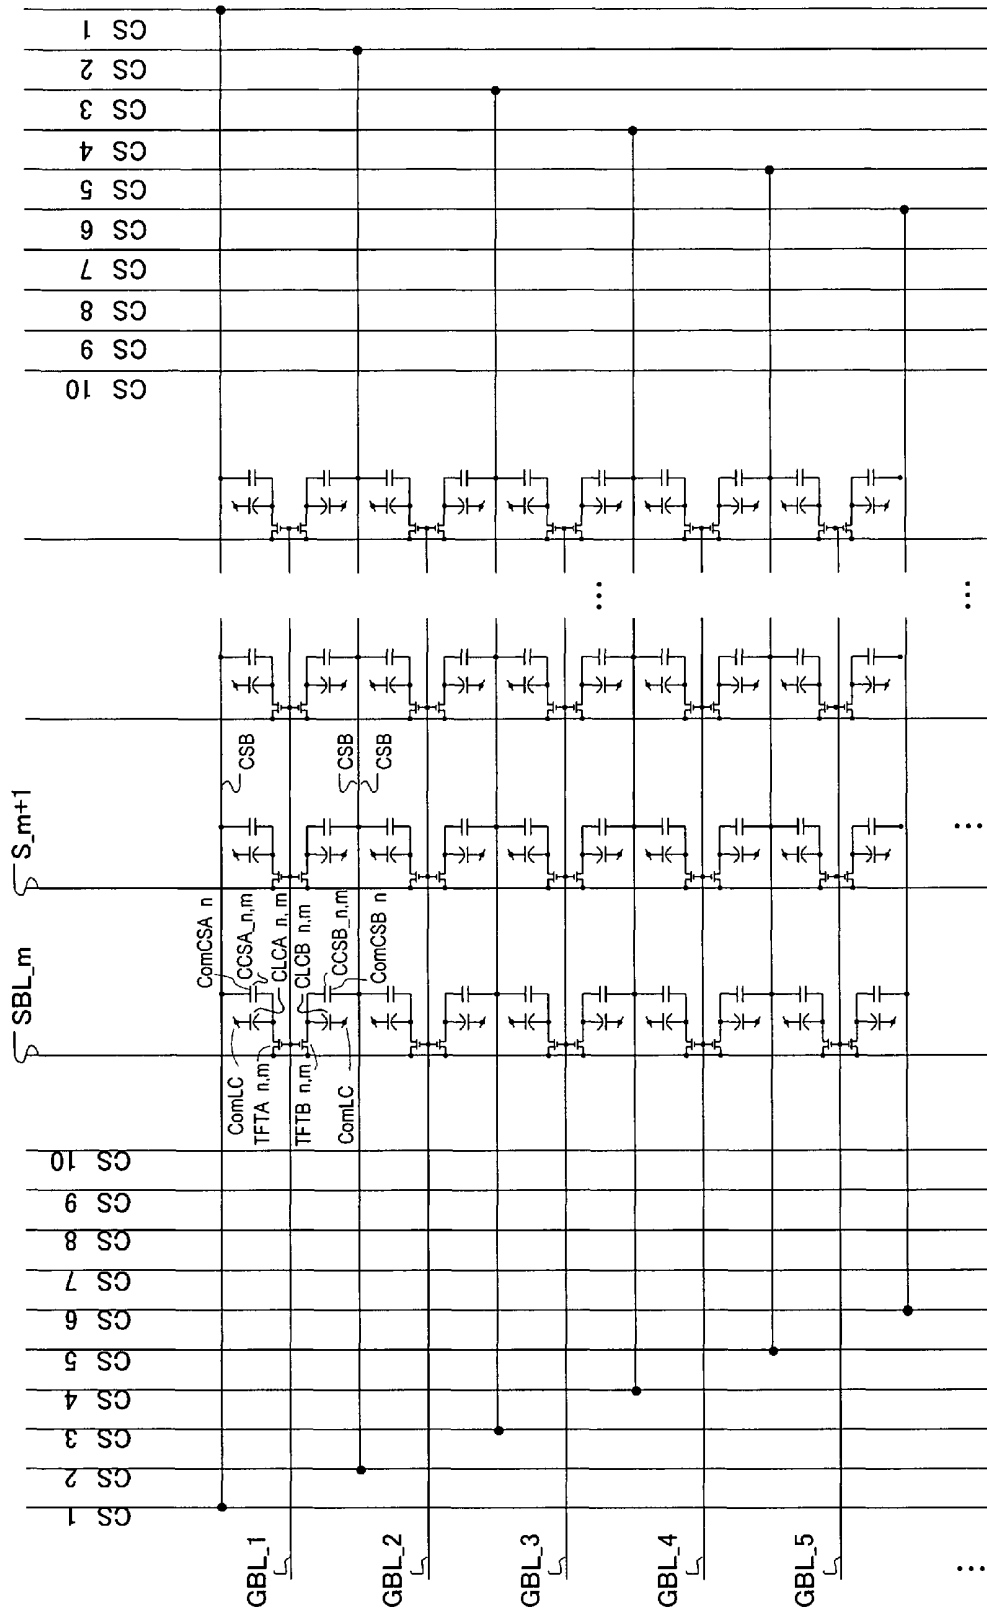 CS 1
CS 2
CS 3
CS 4
CS 5
CS 6
CS 7
CS 8
CS 9
CS 10
...
...
CSB
CSB
CSB
S_m+1
...
ComCSA n
CCSA_n,m
CLCA n, m
CLCB n,m
CCSB_n,m
ComCSB n
SBL_m
ComLC
TFTA n,m
TFTB n,m
ComLC
CS 10
CS 9
CS 8
CS 7
CS 6
CS 5
CS 4
CS 3
CS 2
CS 1
GBL_1
GBL_2
GBL_3
GBL_4
GBL_5
...